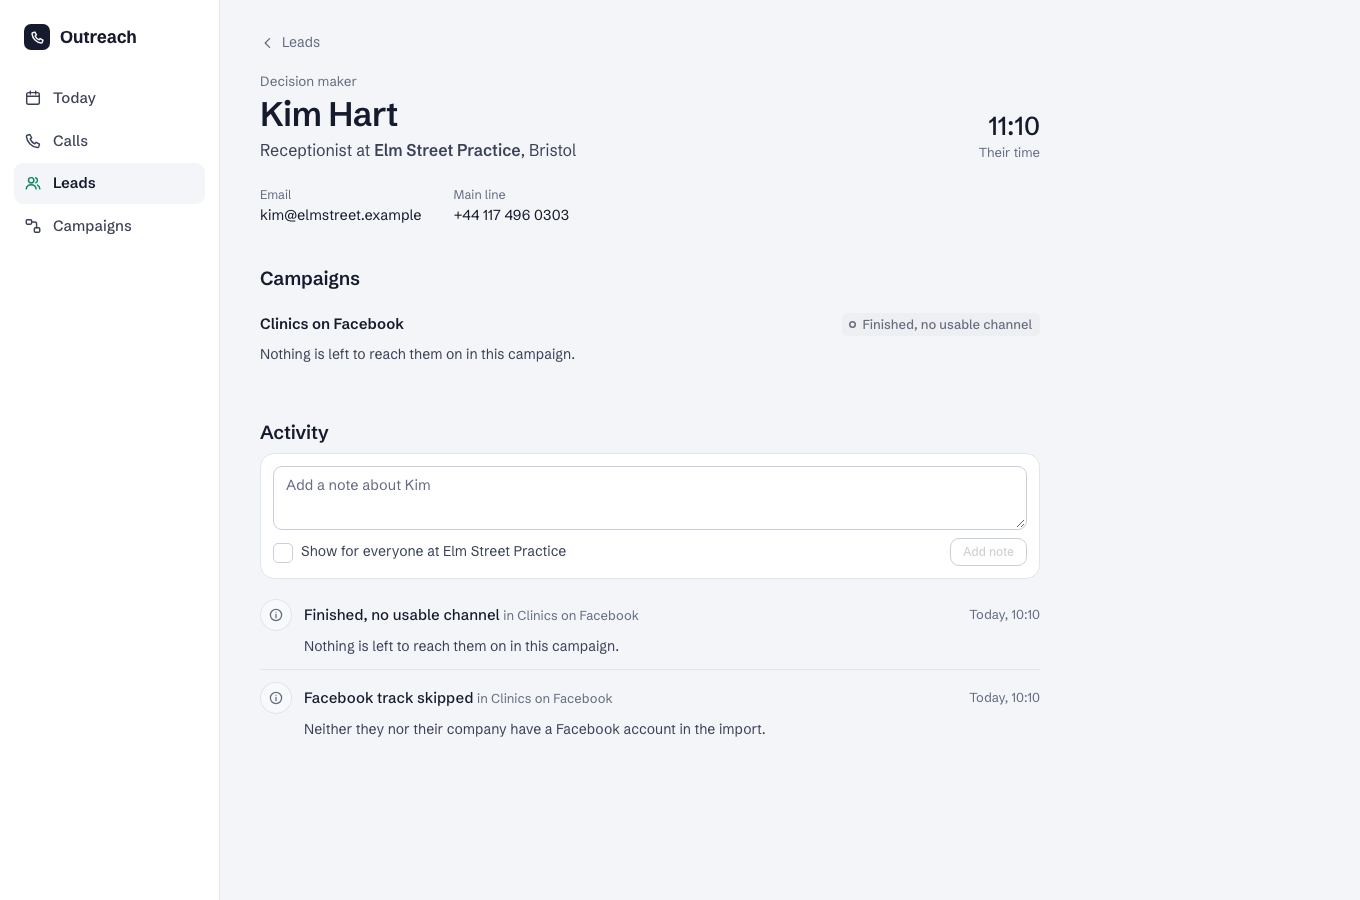 Outreach
Today
Calls
Leads
Campaigns
Leads
Decision maker
Kim Hart
Receptionist at Elm Street Practice, Bristol
11:10
Their time
Email
kim@elmstreet.example
Main line
+44 117 496 0303
Campaigns
Clinics on Facebook
Finished, no usable channel
Nothing is left to reach them on in this campaign.
Activity
Add a note about Kim
Show for everyone at Elm Street Practice
Add note
Finished, no usable channel in Clinics on Facebook
Today, 10:10
Nothing is left to reach them on in this campaign.
Facebook track skipped in Clinics on Facebook
Today, 10:10
Neither they nor their company have a Facebook account in the import.